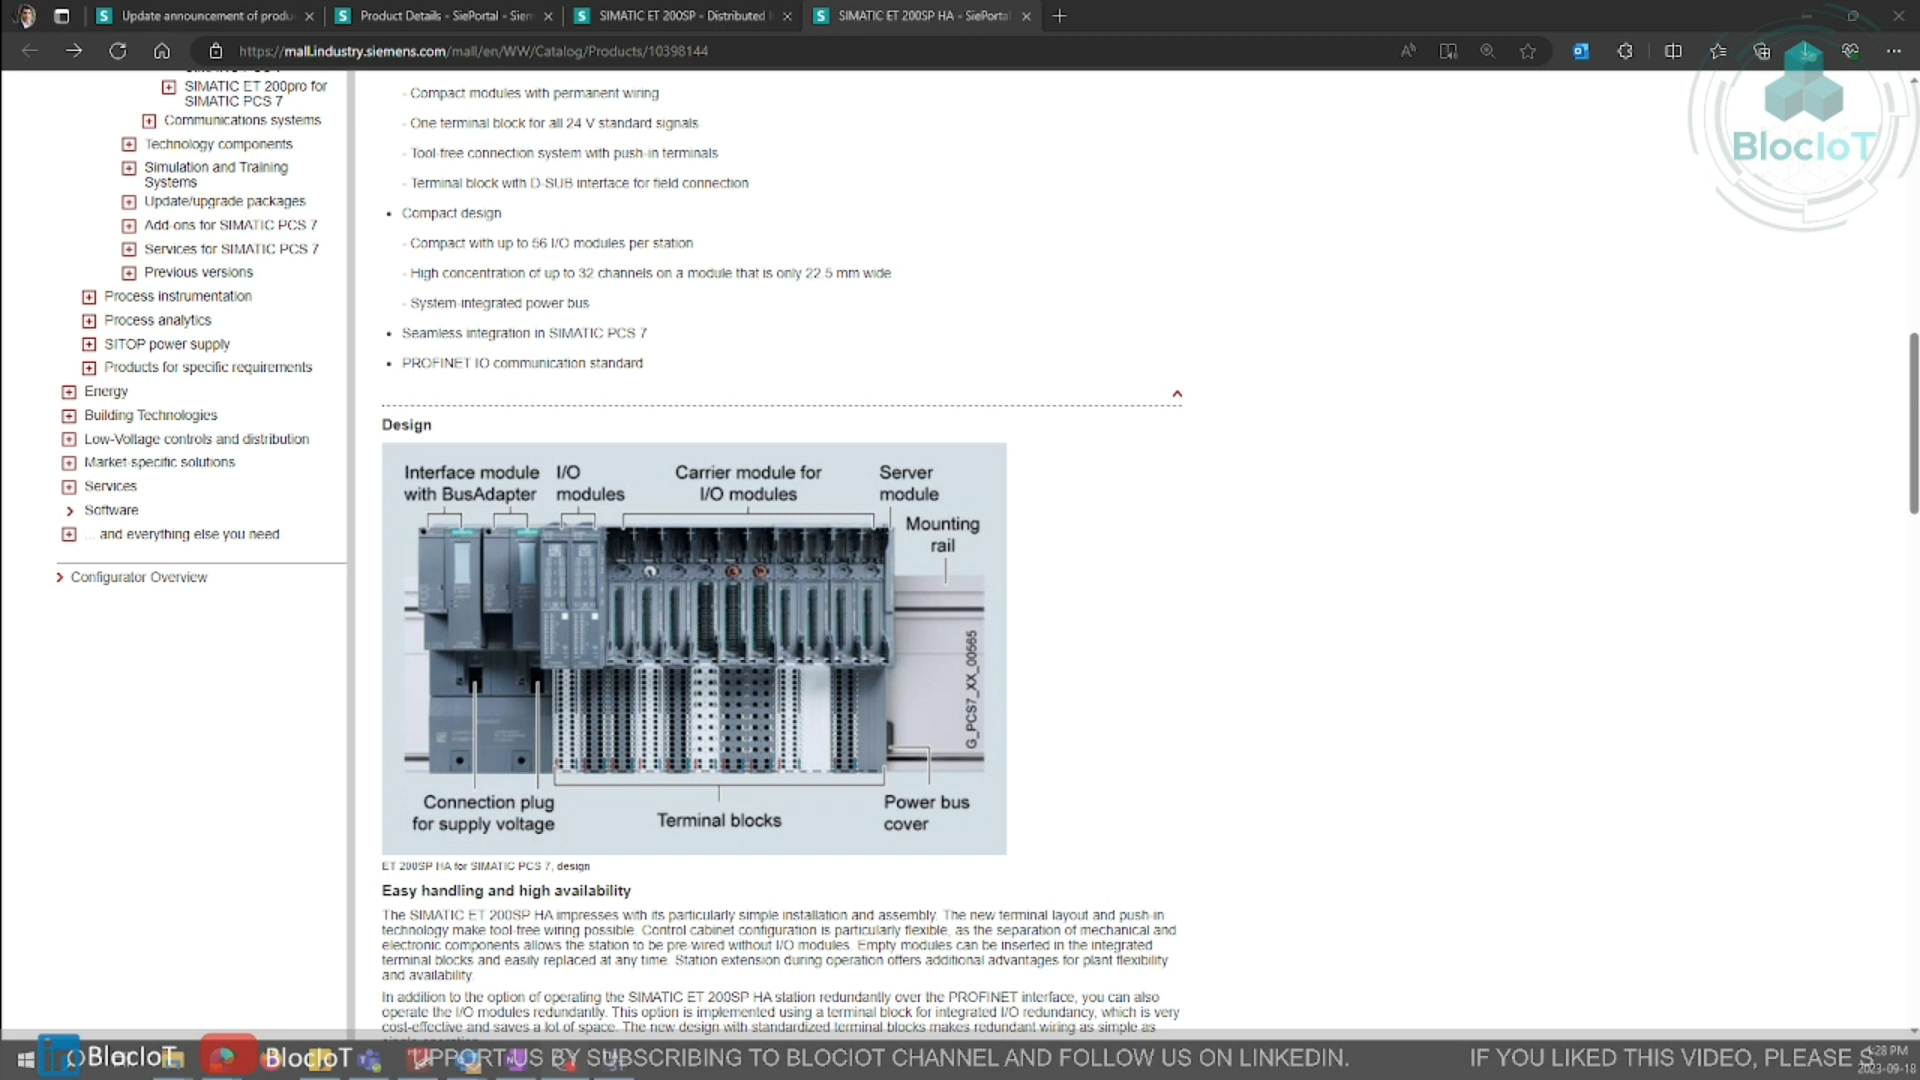 Update announcement of produ
Product Details - SiePortal - Sien
SIMATIC ET 200SP - Distributed I
SIMATIC ET 200SP HA - SiePortal
https://mall.industry.siemens.com/mall/en/WW/Catalog/Products/10398144
BlocIoT
SIMATIC ET 200pro for
SIMATIC PCS 7
Communications systems
Technology components
Simulation and Training
Systems
Update/upgrade packages
Add-ons for SIMATIC PCS 7
Services for SIMATIC PCS 7
Previous versions
Process instrumentation
Process analytics
SITOP power supply
Products for specific requirements
Energy
Building Technologies
Low-Voltage controls and distribution
Market-specific solutions
Services
Software
... and everything else you need
Configurator Overview
- Compact modules with permanent wiring
- One terminal block for all 24 V standard signals
- Tool-free connection system with push-in terminals
- Terminal block with D-SUB interface for field connection
• Compact design
- Compact with up to 56 I/O modules per station
- High concentration of up to 32 channels on a module that is only 22.5 mm wide
- System-integrated power bus
• Seamless integration in SIMATIC PCS 7
• PROFINET IO communication standard
Design
Interface module
with BusAdapter
I/O
modules
Carrier module for
I/O modules
Server
module
Mounting
rail
G_PCS7_XX_00565
Connection plug
for supply voltage
Terminal blocks
Power bus
cover
ET 200SP HA for SIMATIC PCS 7, design
Easy handling and high availability
The SIMATIC ET 200SP HA impresses with its particularly simple installation and assembly. The new terminal layout and push-in
technology make tool-free wiring possible. Control cabinet configuration is particularly flexible, as the separation of mechanical and
electronic components allows the station to be pre-wired without I/O modules. Empty modules can be inserted in the integrated
terminal blocks and easily replaced at any time. Station extension during operation offers additional advantages for plant flexibility
and availability.
In addition to the option of operating the SIMATIC ET 200SP HA station redundantly over the PROFINET interface, you can also
operate the I/O modules redundantly. This option is implemented using a terminal block for integrated I/O redundancy, which is very
cost-effective and saves a lot of space. The new design with standardized terminal blocks makes redundant wiring as simple as
in BlocIoT
BlocIoT
UPPORT US BY SUBSCRIBING TO BLOCIOT CHANNEL AND FOLLOW US ON LINKEDIN.
IF YOU LIKED THIS VIDEO, PLEASE S
4:28 PM
2023-09-18